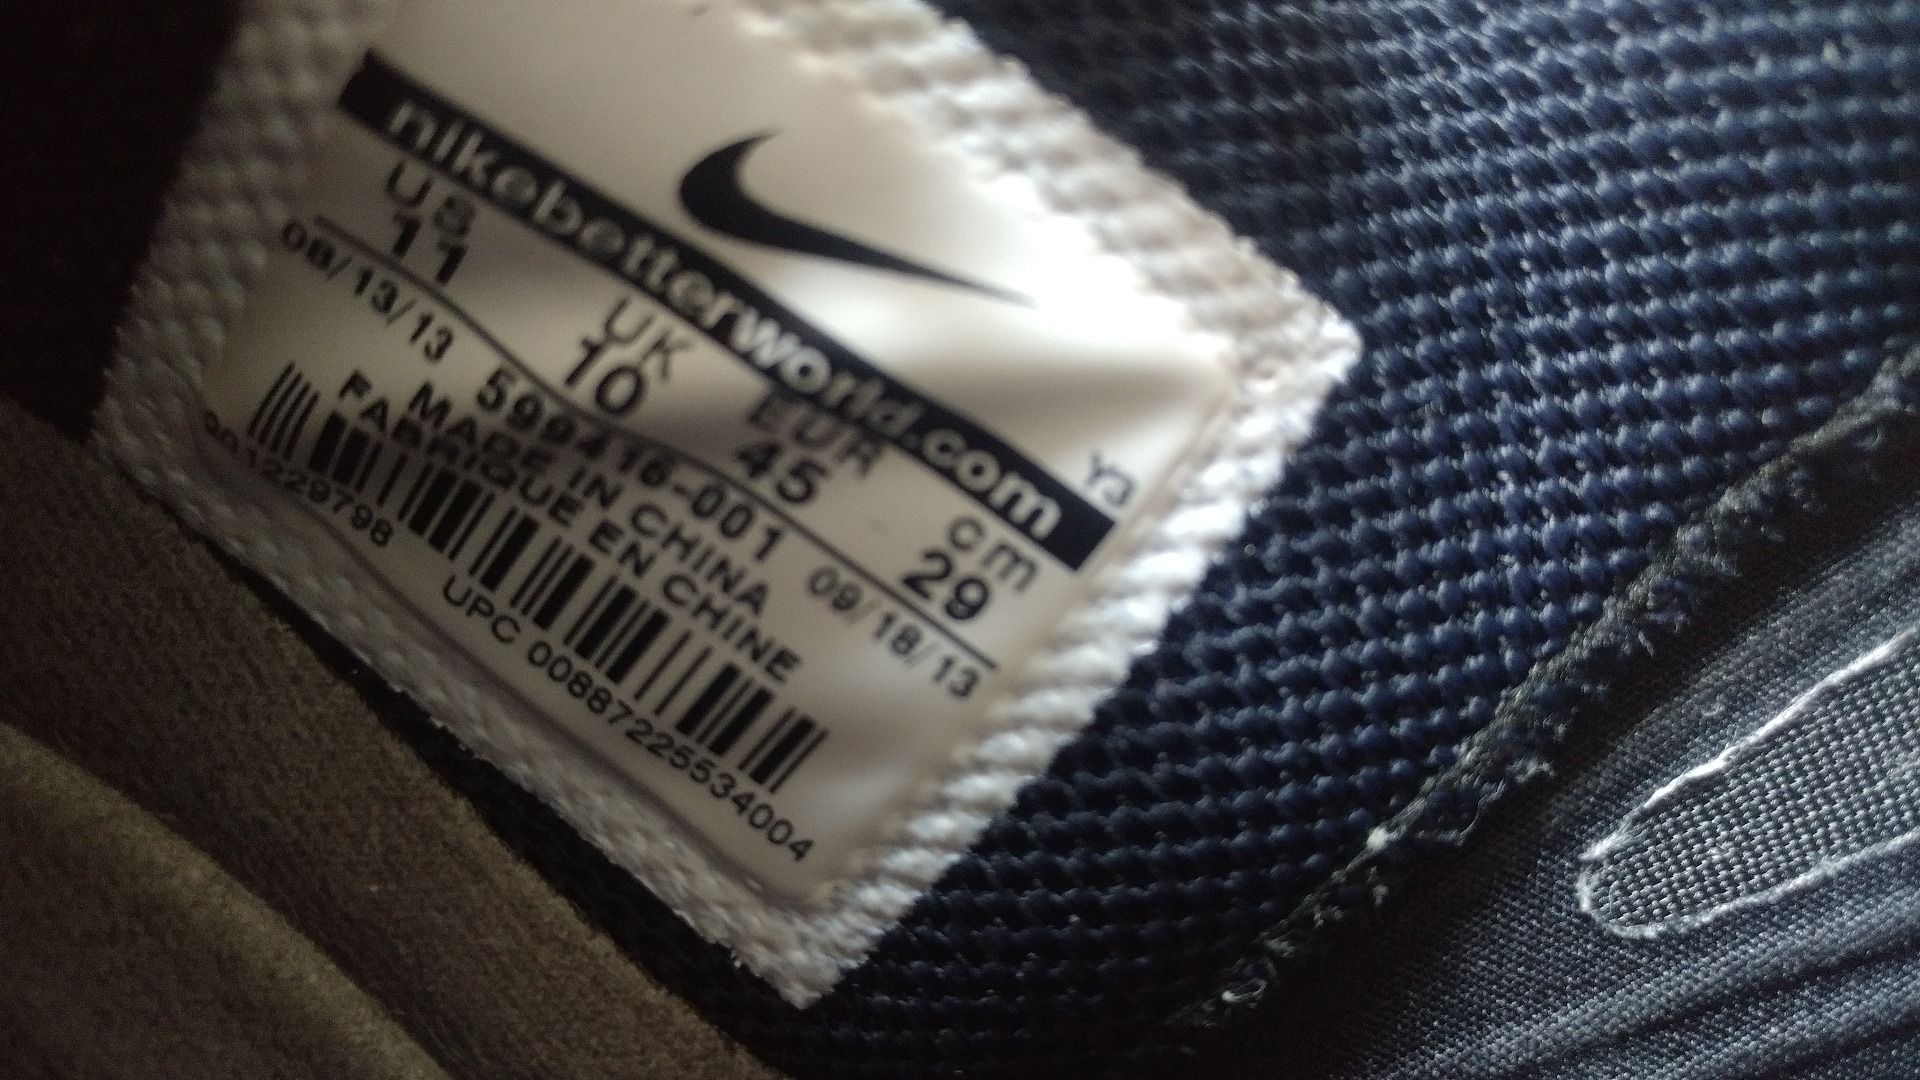 Y3
nikebetterworld.com
US UK EUR cm
11 10 45 29
08/13/13 599416-001 09/18/13
MADE IN CHINA
FABRIQUE EN CHINE
UPC 00887225534004